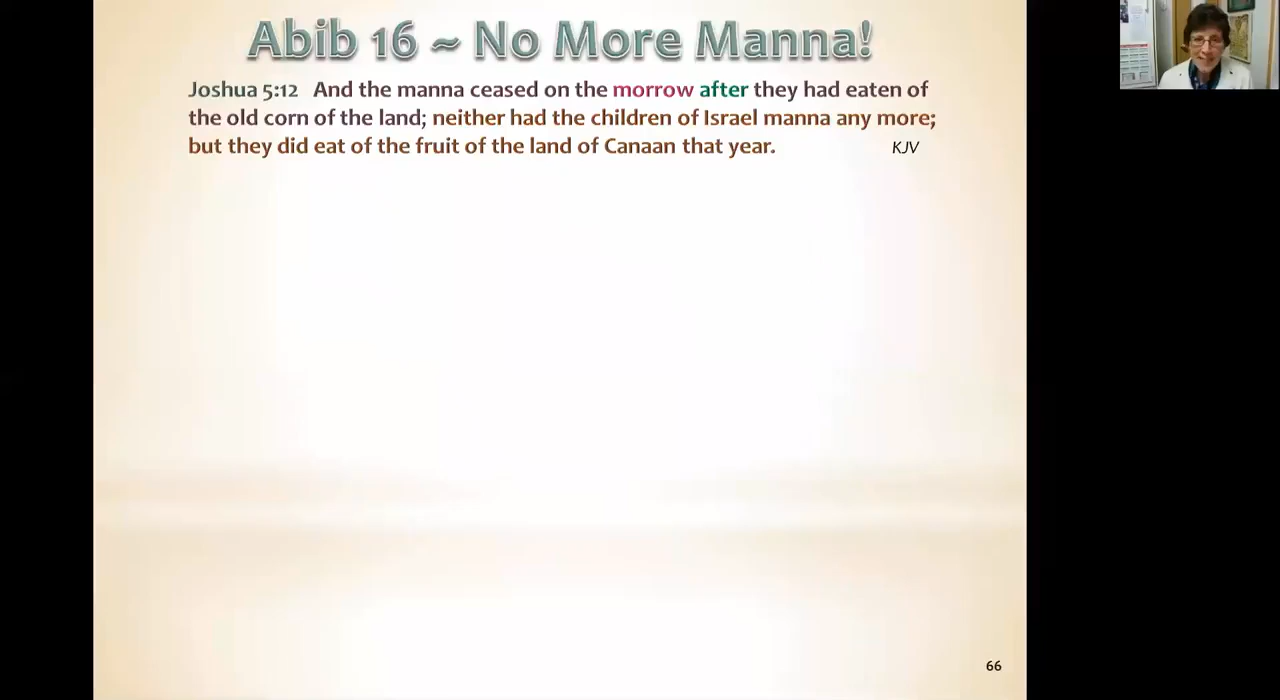 Abib 16 ~ No More Manna!
Joshua 5:12 And the manna ceased on the morrow after they had eaten of
the old corn of the land; neither had the children of Israel manna any more;
but they did eat of the fruit of the land of Canaan that year. KJV
66